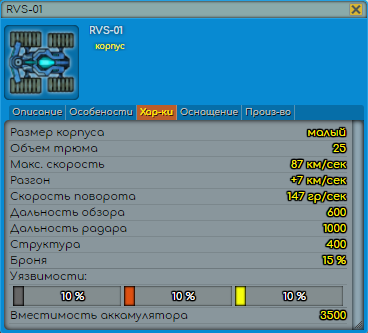 RVS-01
RVS-01
корпус
Описание Особености Хар-ки Оснощение Произ-во
Размер корпуса малый
Объем трюма 25
Макс. скорость 87 км/сек
Разгон +7 км/сек
Скорость поворота 147 гр/сек
Дальность обзора 600
Дальность радара 1000
Структура 400
Броня 15 %
Уязвимости:
10 % 10 % 10 %
Вместимость аккумулятора 3500